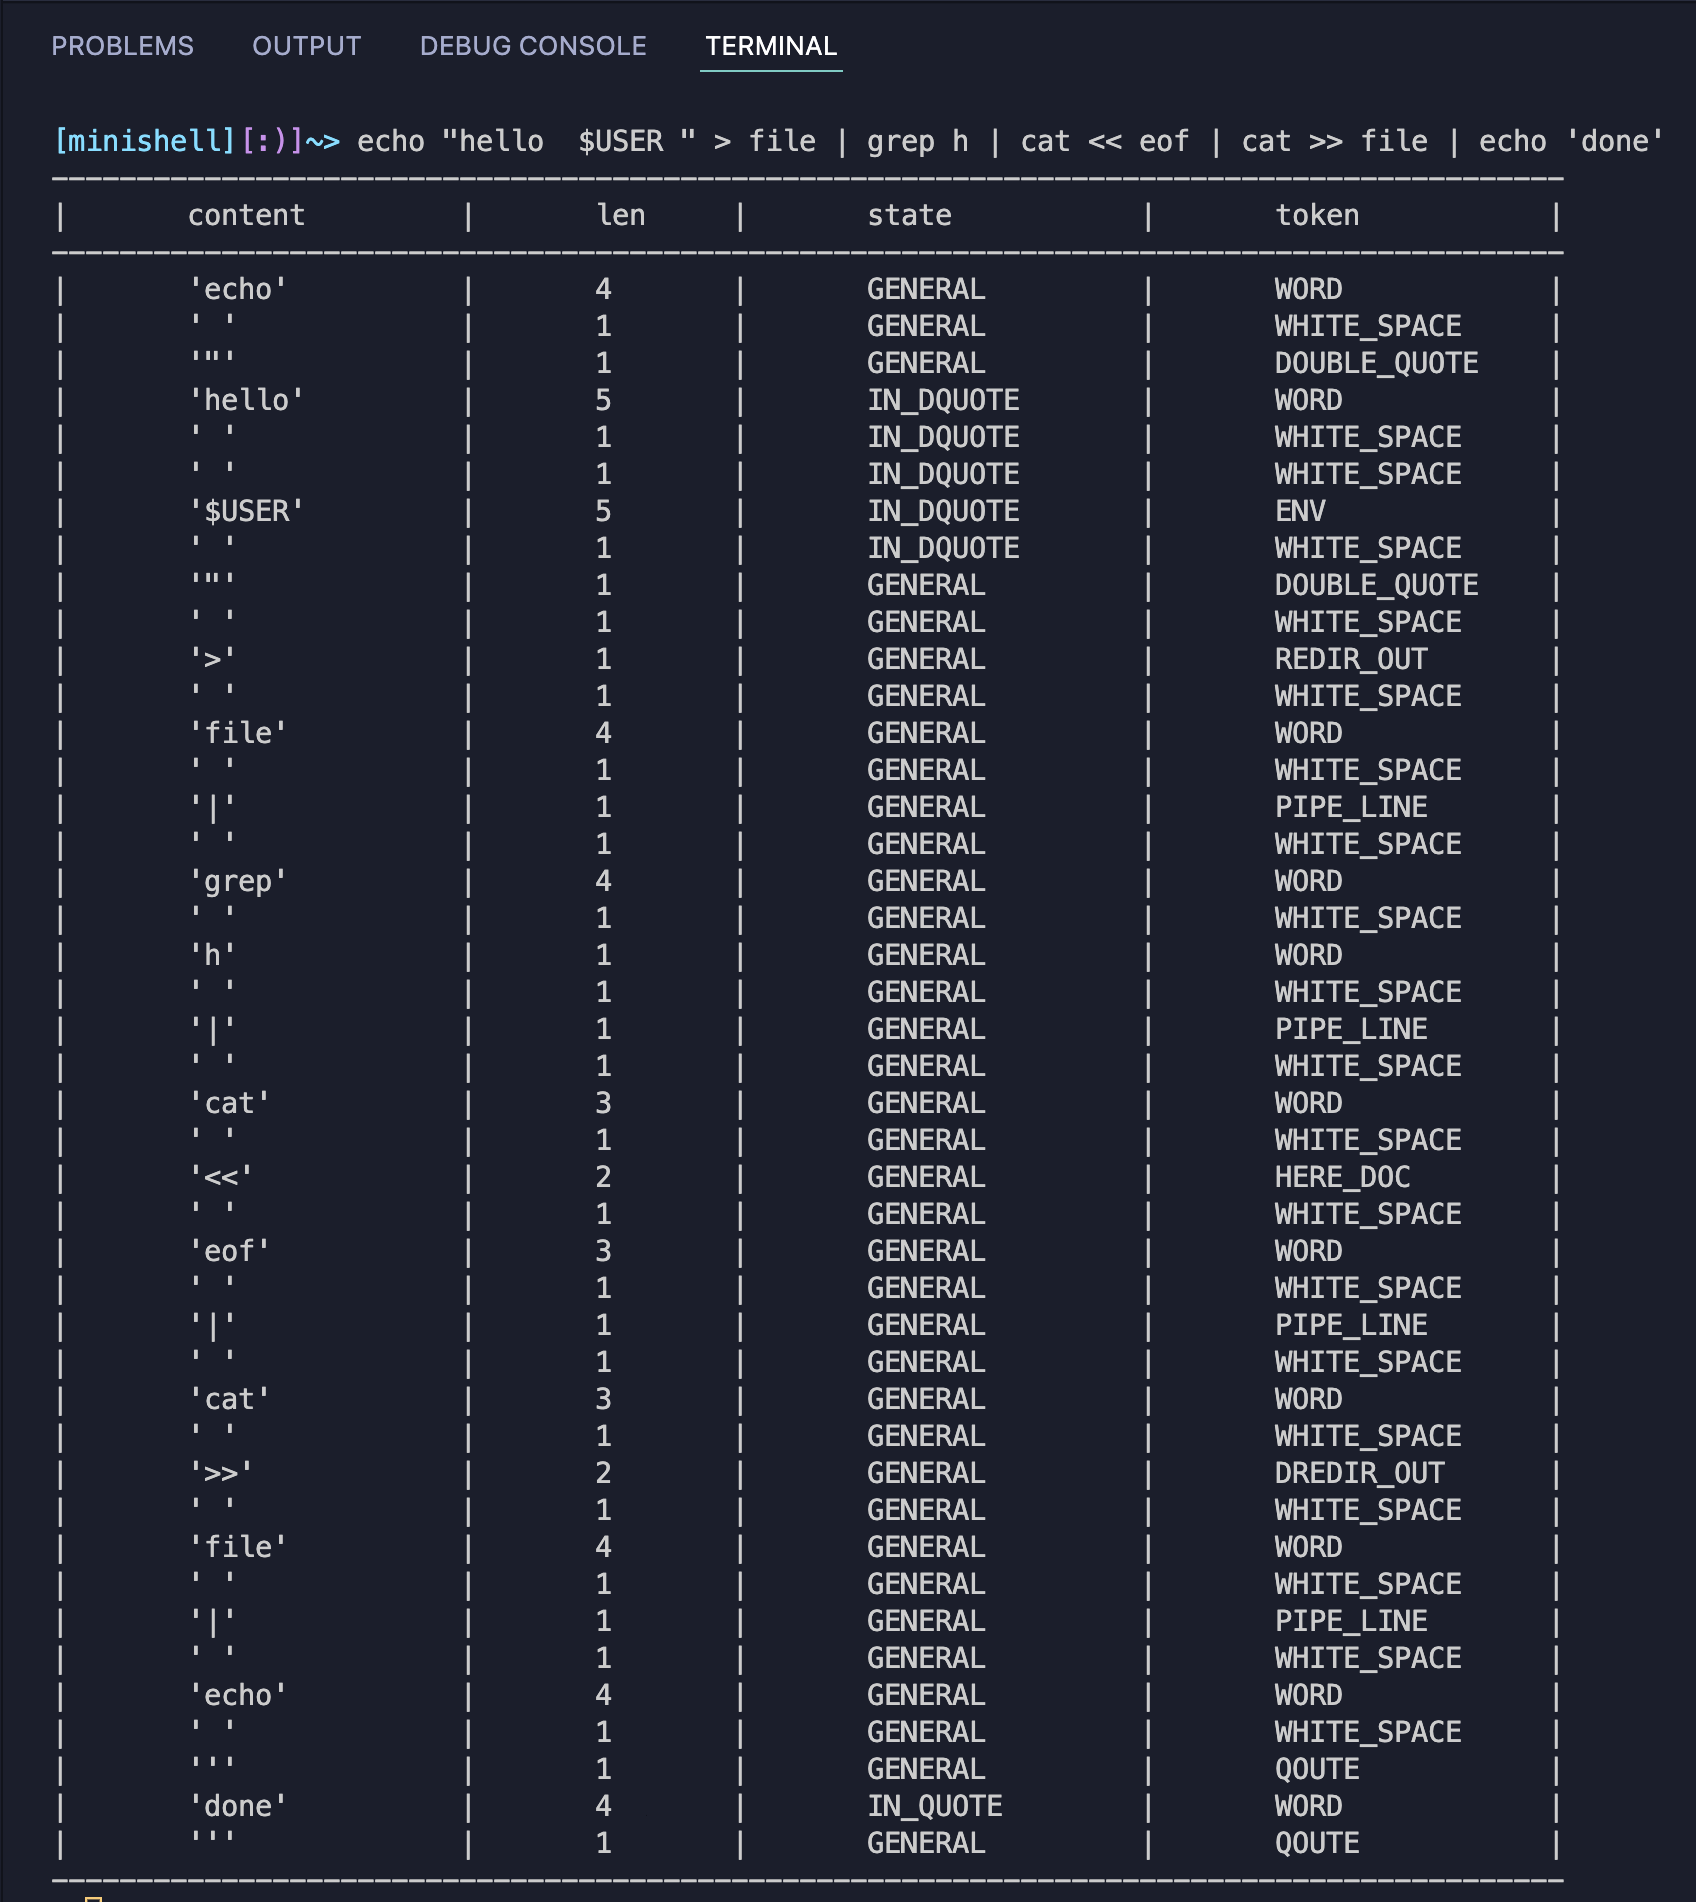 PROBLEMS OUTPUT DEBUG CONSOLE TERMINAL
[minishell][:)]~> echo "hello  $USER " > file | grep h | cat << eof | cat >> file | echo 'done'
-----------------------------------------------------------------------------------------
| content | len | state | token |
-----------------------------------------------------------------------------------------
| 'echo' | 4 | GENERAL | WORD |
| ' ' | 1 | GENERAL | WHITE_SPACE |
| '"' | 1 | GENERAL | DOUBLE_QUOTE |
| 'hello' | 5 | IN_DQUOTE | WORD |
| ' ' | 1 | IN_DQUOTE | WHITE_SPACE |
| ' ' | 1 | IN_DQUOTE | WHITE_SPACE |
| '$USER' | 5 | IN_DQUOTE | ENV |
| ' ' | 1 | IN_DQUOTE | WHITE_SPACE |
| '"' | 1 | GENERAL | DOUBLE_QUOTE |
| ' ' | 1 | GENERAL | WHITE_SPACE |
| '>' | 1 | GENERAL | REDIR_OUT |
| ' ' | 1 | GENERAL | WHITE_SPACE |
| 'file' | 4 | GENERAL | WORD |
| ' ' | 1 | GENERAL | WHITE_SPACE |
| '|' | 1 | GENERAL | PIPE_LINE |
| ' ' | 1 | GENERAL | WHITE_SPACE |
| 'grep' | 4 | GENERAL | WORD |
| ' ' | 1 | GENERAL | WHITE_SPACE |
| 'h' | 1 | GENERAL | WORD |
| ' ' | 1 | GENERAL | WHITE_SPACE |
| '|' | 1 | GENERAL | PIPE_LINE |
| ' ' | 1 | GENERAL | WHITE_SPACE |
| 'cat' | 3 | GENERAL | WORD |
| ' ' | 1 | GENERAL | WHITE_SPACE |
| '<<' | 2 | GENERAL | HERE_DOC |
| ' ' | 1 | GENERAL | WHITE_SPACE |
| 'eof' | 3 | GENERAL | WORD |
| ' ' | 1 | GENERAL | WHITE_SPACE |
| '|' | 1 | GENERAL | PIPE_LINE |
| ' ' | 1 | GENERAL | WHITE_SPACE |
| 'cat' | 3 | GENERAL | WORD |
| ' ' | 1 | GENERAL | WHITE_SPACE |
| '>>' | 2 | GENERAL | DREDIR_OUT |
| ' ' | 1 | GENERAL | WHITE_SPACE |
| 'file' | 4 | GENERAL | WORD |
| ' ' | 1 | GENERAL | WHITE_SPACE |
| '|' | 1 | GENERAL | PIPE_LINE |
| ' ' | 1 | GENERAL | WHITE_SPACE |
| 'echo' | 4 | GENERAL | WORD |
| ' ' | 1 | GENERAL | WHITE_SPACE |
| ''' | 1 | GENERAL | QOUTE |
| 'done' | 4 | IN_QUOTE | WORD |
| ''' | 1 | GENERAL | QOUTE |
-----------------------------------------------------------------------------------------